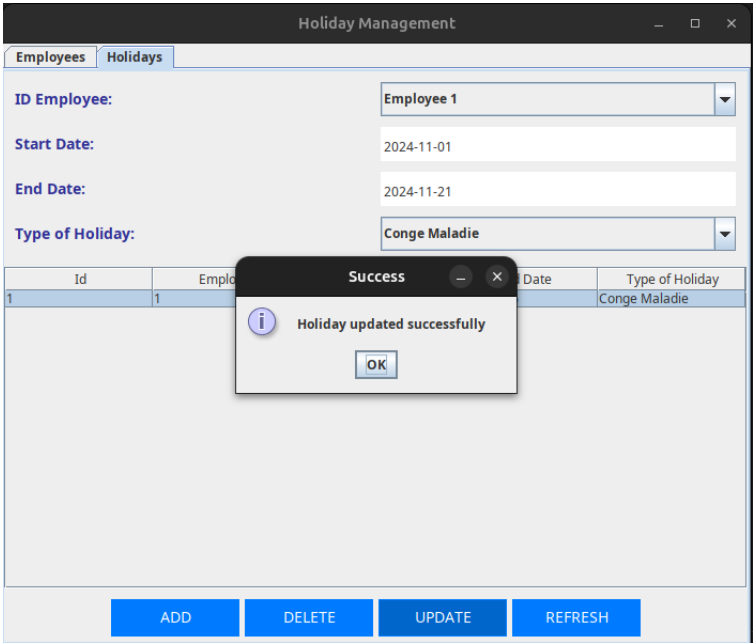 Holiday Management
Employees Holidays
ID Employee: Employee 1
Start Date: 2024-11-01
End Date: 2024-11-21
Type of Holiday: Conge Maladie
Id Date Type of Holiday
1 1 Conge Maladie
Success
i
Holiday updated successfully
OK
ADD DELETE UPDATE REFRESH